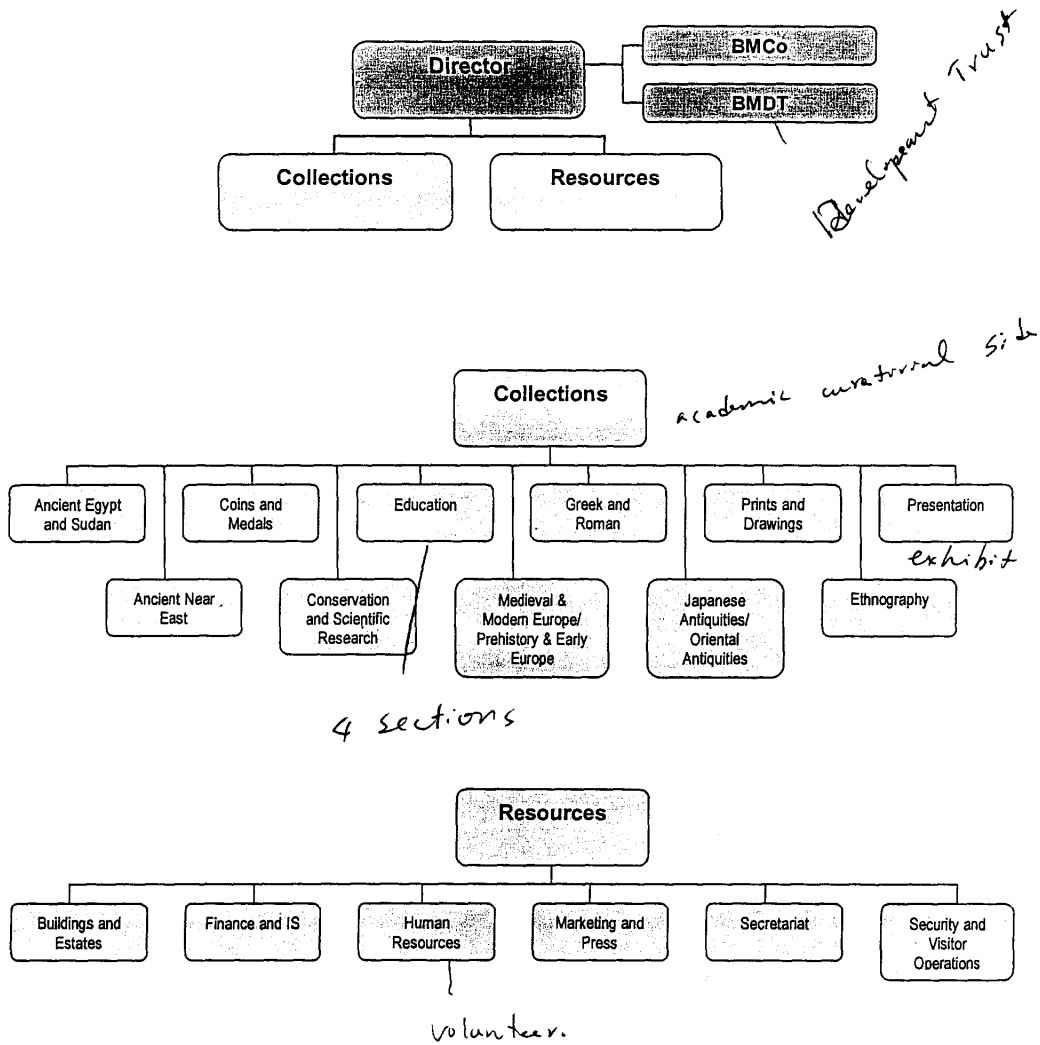 Director
BMCo
BMDT
Development Trust
Collections
Resources
Collections
academic curatorial side
Ancient Egypt
and Sudan
Coins and
Medals
Education
Greek and
Roman
Prints and
Drawings
Presentation
exhibit
Ancient Near
East
Conservation
and Scientific
Research
Medieval &
Modern Europe/
Prehistory & Early
Europe
Japanese
Antiquities/
Oriental
Antiquities
Ethnography
4 sections
Resources
Buildings and
Estates
Finance and IS
Human
Resources
Marketing and
Press
Secretariat
Security and
Visitor
Operations
volunteer.